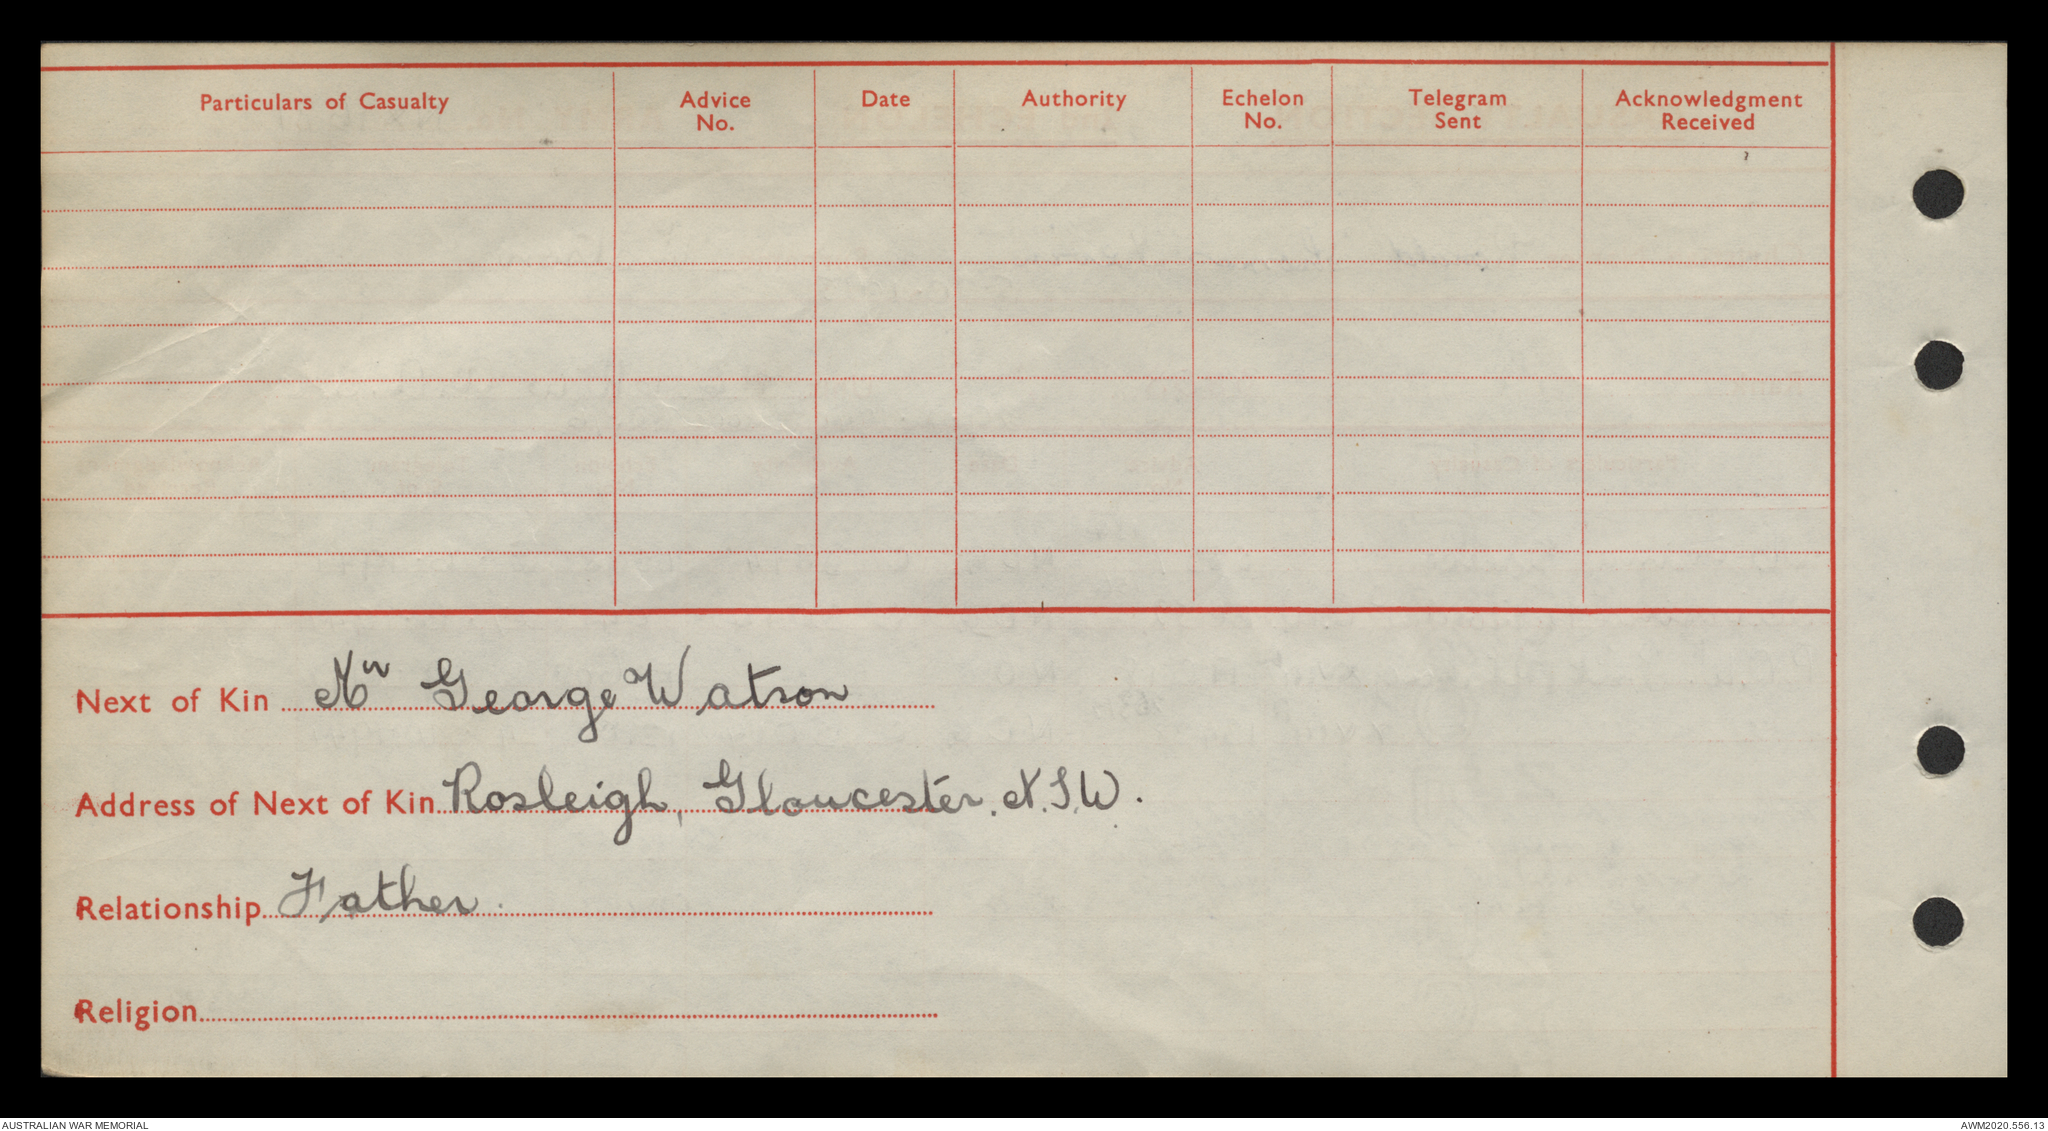 Particulars of Casualty Advice No. Date Authority Echelon No. Telegram Sent Acknowledgment Received
Next of Kin Mr George Watson
Address of Next of Kin Rosleigh, Gloucester. N.S.W.
Relationship Father.
Religion
AUSTRALIAN WAR MEMORIAL AWM2020.556.13